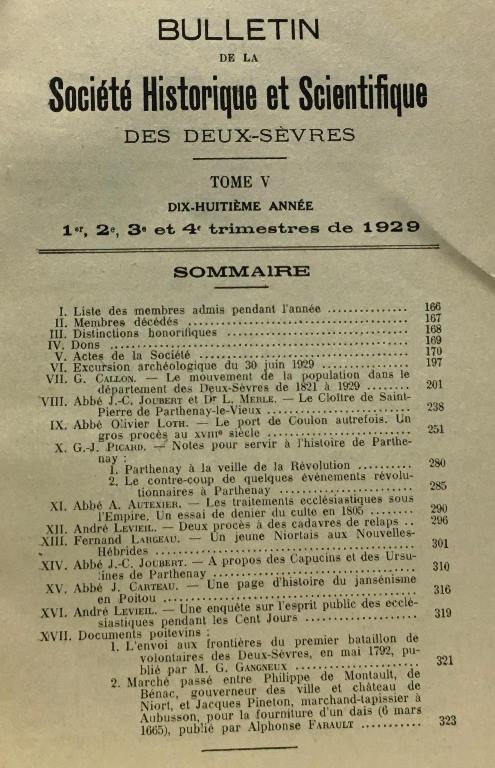 BULLETIN
DE LA
Société Historique et Scientifique
DES DEUX-SÈVRES
TOME V
DIX-HUITIÈME ANNÉE
1er, 2e, 3e et 4e trimestres de 1929
SOMMAIRE
I. Liste des membres admis pendant l'année ............... 166
II. Membres décédés ............... 167
III. Distinctions honorifiques ............... 168
IV. Dons ............... 169
V. Actes de la Société ............... 170
VI. Excursion archéologique du 30 juin 1929 ............... 197
VII. G. CALLON. — Le mouvement de la population dans le
département des Deux-Sèvres de 1821 à 1929 ........ 201
VIII. Abbé J.-C. JOUBERT et Dr L. MERLE. — Le Cloître de Saint-
Pierre de Parthenay-le-Vieux ............... 238
IX. Abbé Olivier LOTH. — Le port de Coulon autrefois. Un
gros procès au XVIIIe siècle ............... 251
X. G.-J. PICARD. — Notes pour servir à l'histoire de Parthe-
nay :
1. Parthenay à la veille de la Révolution .......... 280
2. Le contre-coup de quelques événements révolu-
tionnaires à Parthenay ............... 285
XI. Abbé A. AUTEXIER. — Les traitements ecclésiastiques sous
l'Empire. Un essai de denier du culte en 1805 ...... 290
XII. André LEVIEIL. — Deux procès à des cadavres de relaps .. 296
XIII. Fernand LARGEAU. — Un jeune Niortais aux Nouvelles-
Hébrides ............... 301
XIV. Abbé J.-C. JOUBERT. — A propos des Capucins et des Ursu-
lines de Parthenay ............... 310
XV. Abbé J. CARTEAU. — Une page d'histoire du jansénisme
en Poitou ............... 316
XVI. André LEVIEIL. — Une enquête sur l'esprit public des ecclé-
siastiques pendant les Cent Jours ............... 319
XVII. Documents poitevins :
1. L'envoi aux frontières du premier bataillon de
volontaires des Deux-Sèvres, en mai 1792, pu-
blié par M. G. GANGNEUX ............... 321
2. Marché passé entre Philippe de Montault, de
Bénac, gouverneur des ville et château de
Niort, et Jacques Pineton, marchand-tapissier à
Aubusson, pour la fourniture d'un dais (6 mars
1665), publié par Alphonse FARAULT ........... 323